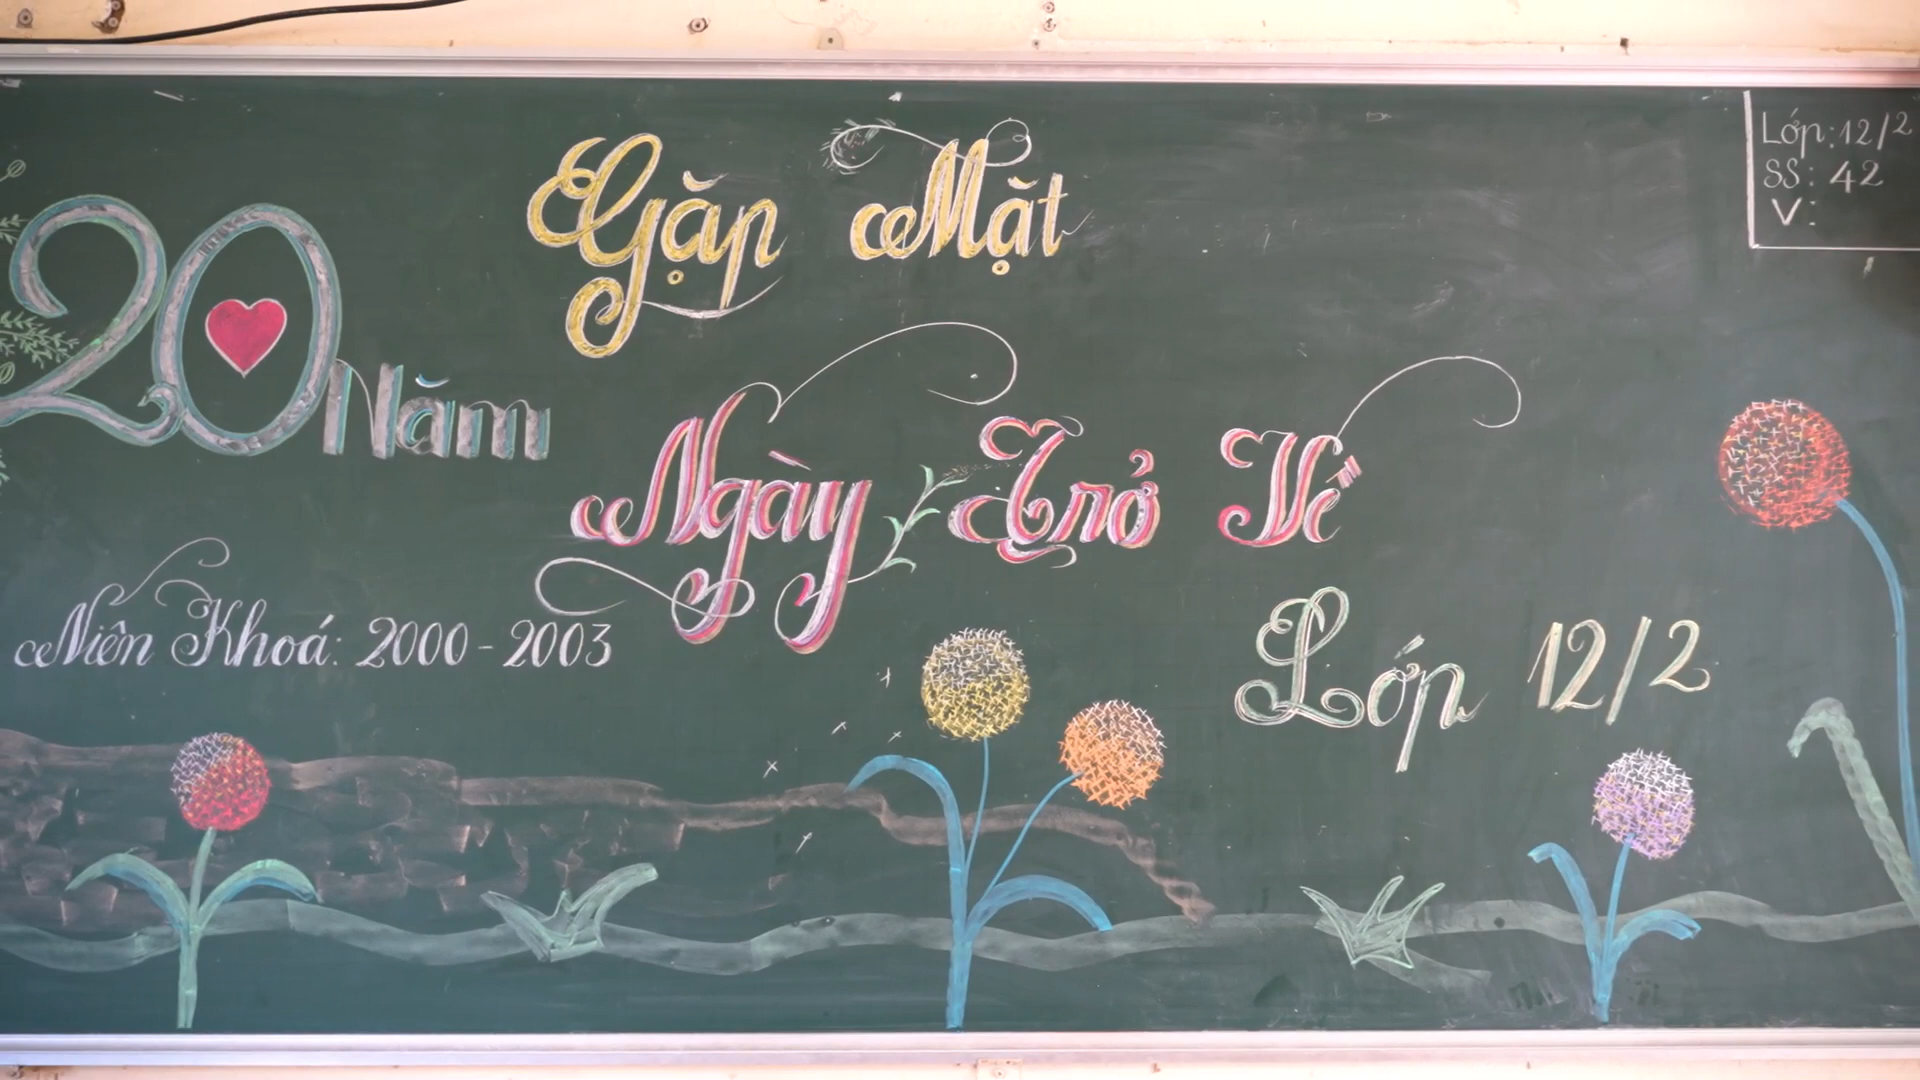 Gặp Mặt
Lớp: 12/2
SS: 42
V:
20 Năm
Ngày Trở Về
Niên Khoá: 2000 - 2003
Lớp 12/2